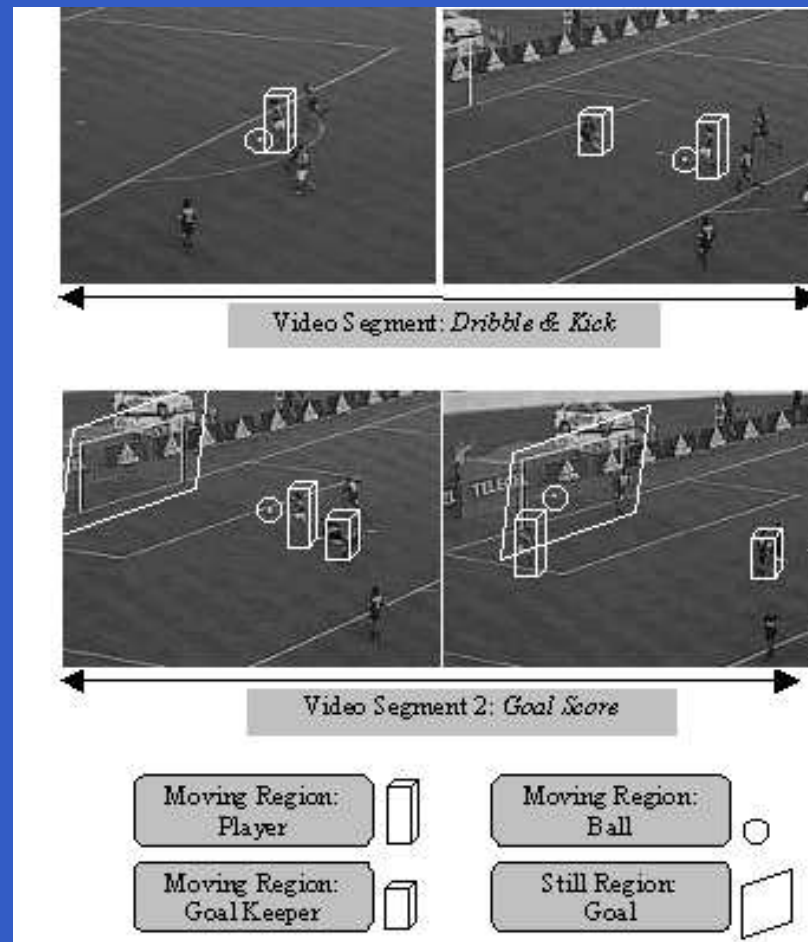 Video Segment: Dribble & Kick
TELE
Video Segment 2: Goal Score
Moving Region:
Player
Moving Region:
Ball
Moving Region:
Goal Keeper
Still Region:
Goal